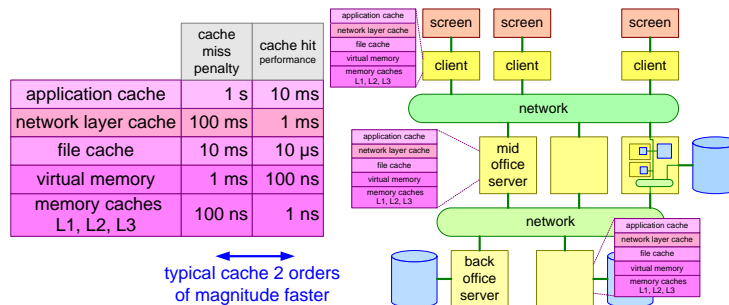 cache
miss
penalty
cache hit
performance
application cache
1 s
10 ms
network layer cache
100 ms
1 ms
file cache
10 ms
10 µs
virtual memory
1 ms
100 ns
memory caches
L1, L2, L3
100 ns
1 ns
typical cache 2 orders
of magnitude faster
application cache
network layer cache
file cache
virtual memory
memory caches
L1, L2, L3
screen
screen
screen
client
client
client
network
application cache
network layer cache
file cache
virtual memory
memory caches
L1, L2, L3
mid
office
server
network
application cache
network layer cache
file cache
virtual memory
memory caches
L1, L2, L3
back
office
server